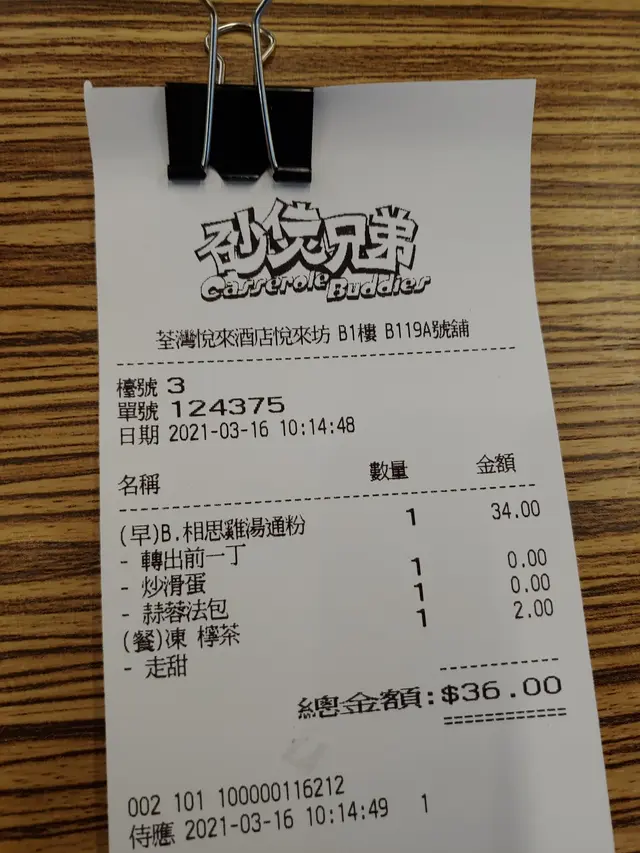 砂煲兄弟
Casserole Buddies
荃灣悅來酒店悅來坊 B1樓 B119A號舖
檯號 3
單號 124375
日期 2021-03-16 10:14:48
名稱 數量 金額
(早)B.相思雞湯通粉 1 34.00
- 轉出前一丁
- 炒滑蛋 1 0.00
- 蒜蓉法包 1 0.00
(餐)凍 檸茶 1 2.00
- 走甜
總金額:$36.00
002 101 100000116212
侍應 2021-03-16 10:14:49 1